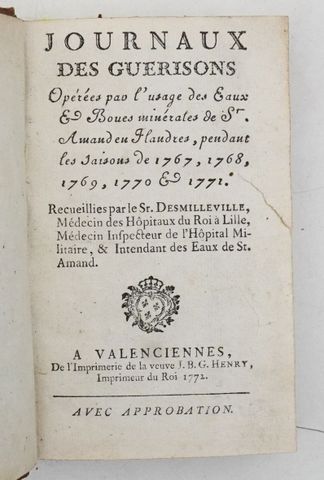 JOURNAUX
DES GUERISONS
Opérées par l'usage des Eaux
& Boues minérales de St.
Amand en Flandres, pendant
les saisons de 1767, 1768,
1769, 1770 & 1771.
Recueillies par le Sr. DESMILLEVILLE,
Médecin des Hôpitaux du Roi à Lille,
Médecin Inſpecteur de l'Hôpital Mi-
litaire, & Intendant des Eaux de St.
Amand.
A VALENCIENNES,
De l'Imprimerie de la veuve J. B. G. HENRY,
Imprimeur du Roi 1772.
AVEC APPROBATION.